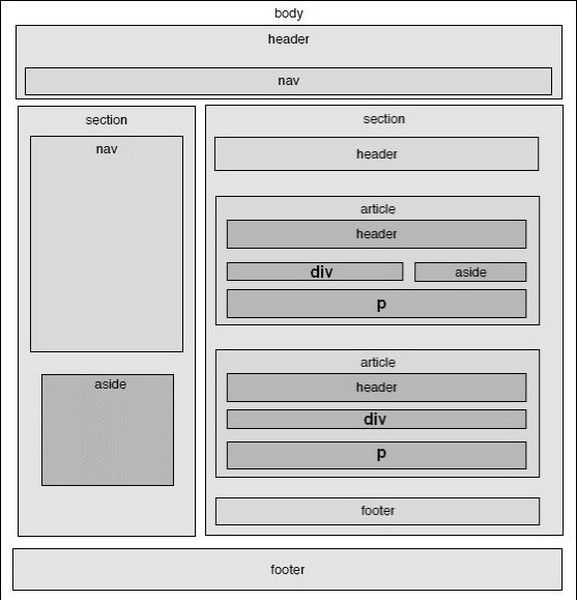 body
header
nav
section
nav
aside
section
header
article
header
div
aside
p
article
header
div
p
footer
footer